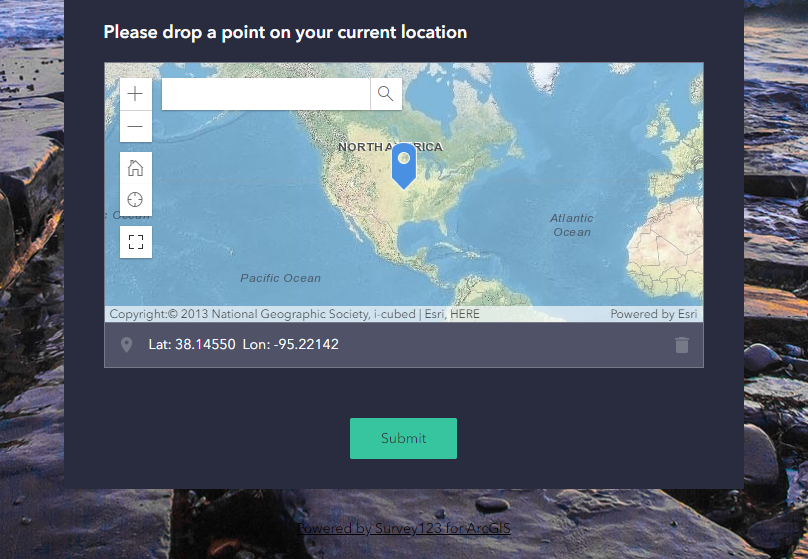 Please drop a point on your current location
NORTH AMERICA
Atlantic
Ocean
Ocean
Pacific Ocean
Copyright:© 2013 National Geographic Society, i-cubed | Esri, HERE
Powered by Esri
Lat: 38.14550 Lon: -95.22142
Submit
Powered by Survey123 for ArcGIS